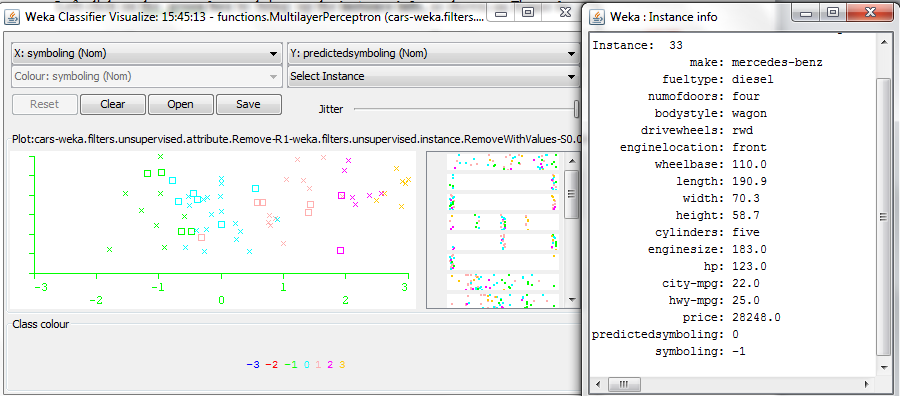 Weka Classifier Visualize: 15:45:13 - functions.MultilayerPerceptron (cars-weka.filters....
X: symboling (Nom)
Y: predictedsymboling (Nom)
Colour: symboling (Nom)
Select Instance
Reset
Clear
Open
Save
Jitter
Plot:cars-weka.filters.unsupervised.attribute.Remove-R1-weka.filters.unsupervised.instance.RemoveWithValues-S0.0
-3 -1 1 3
-2 0 2
Class colour
-3 -2 -1 0 1 2 3
Weka : Instance info
Instance: 33
make: mercedes-benz
fueltype: diesel
numofdoors: four
bodystyle: wagon
drivewheels: rwd
enginelocation: front
wheelbase: 110.0
length: 190.9
width: 70.3
height: 58.7
cylinders: five
enginesize: 183.0
hp: 123.0
city-mpg: 22.0
hwy-mpg: 25.0
price: 28248.0
predictedsymboling: 0
symboling: -1